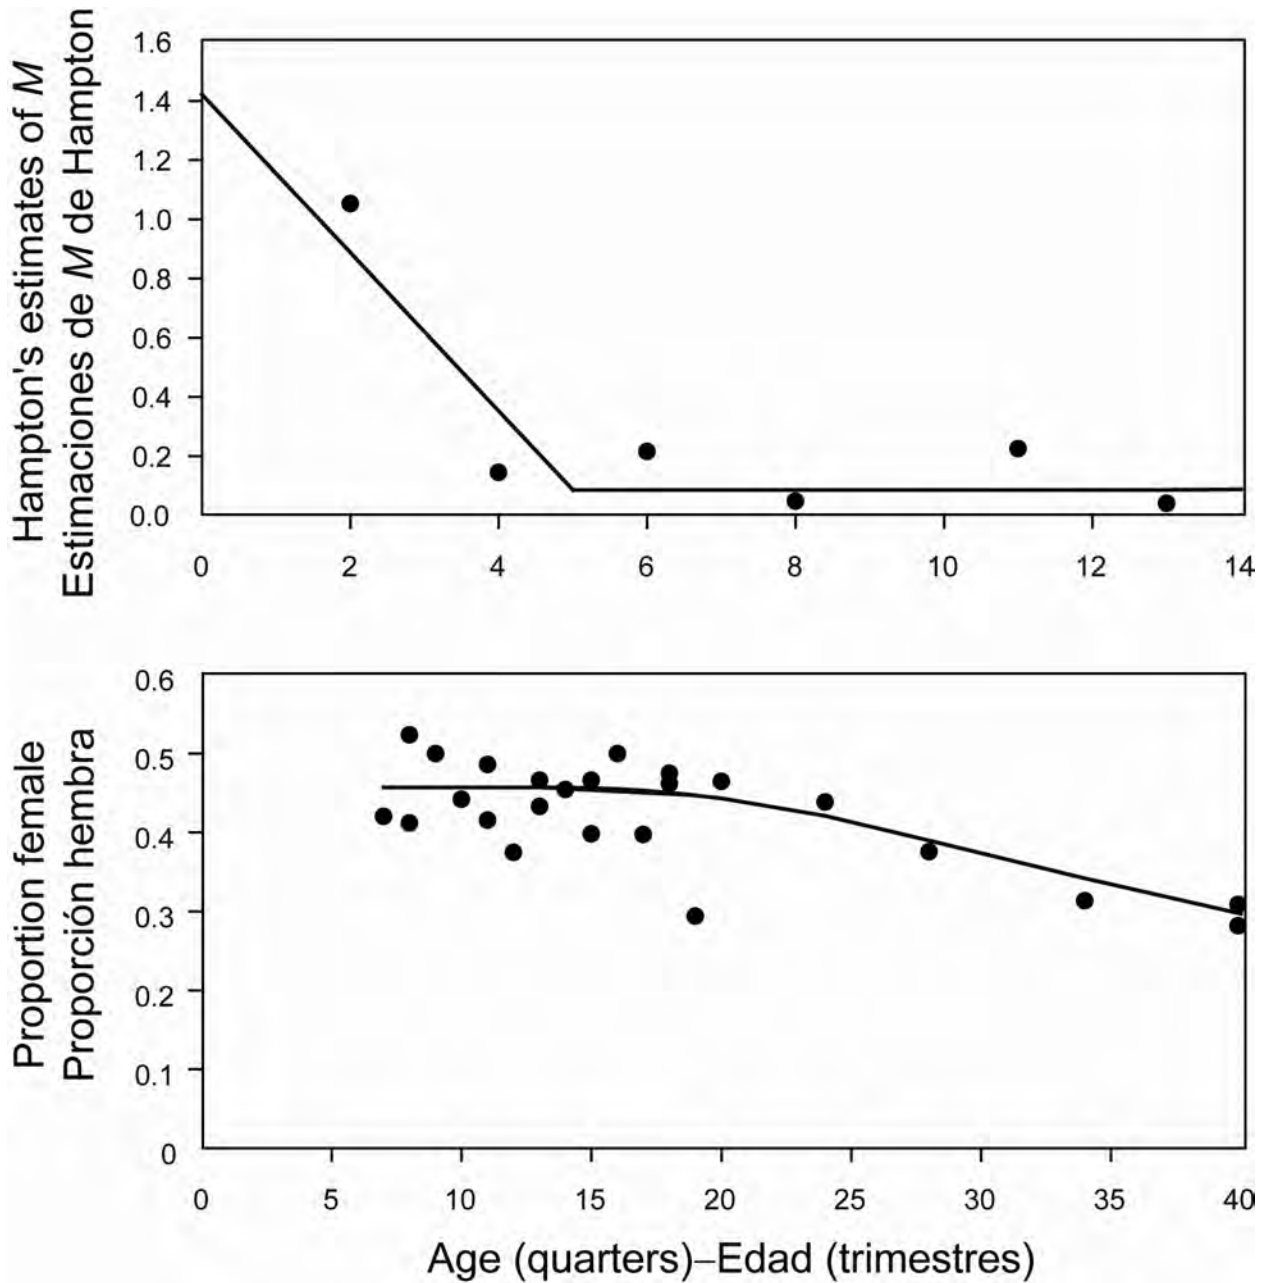 Hampton's estimates of M
Estimaciones de M de Hampton
1.6
1.4
1.2
1.0
0.8
0.6
0.4
0.2
0.0
0 2 4 6 8 10 12 14
Proportion female
Proporción hembra
0.6
0.5
0.4
0.3
0.2
0.1
0
0 5 10 15 20 25 30 35 40
Age (quarters)–Edad (trimestres)